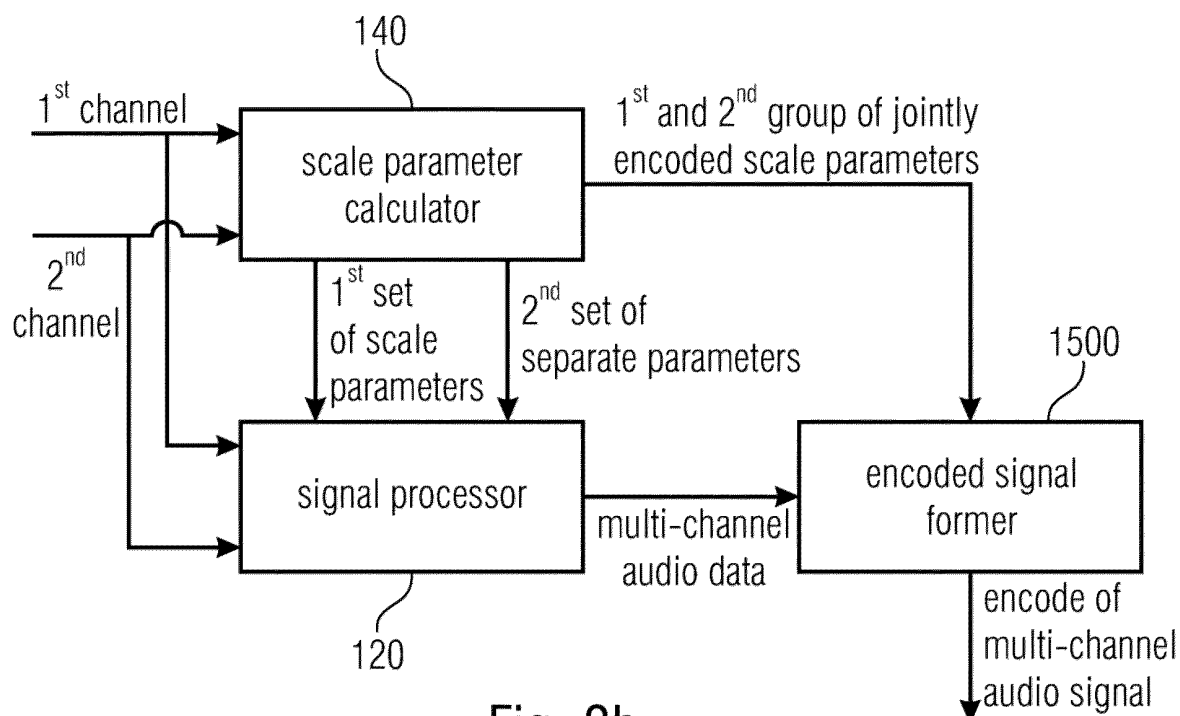 140
1st channel
scale parameter
calculator
1st and 2nd group of jointly
encoded scale parameters
2nd
channel
1st set
of scale
parameters
2nd set of
separate parameters
1500
signal processor
multi-channel
audio data
encoded signal
former
120
encode of
multi-channel
audio signal